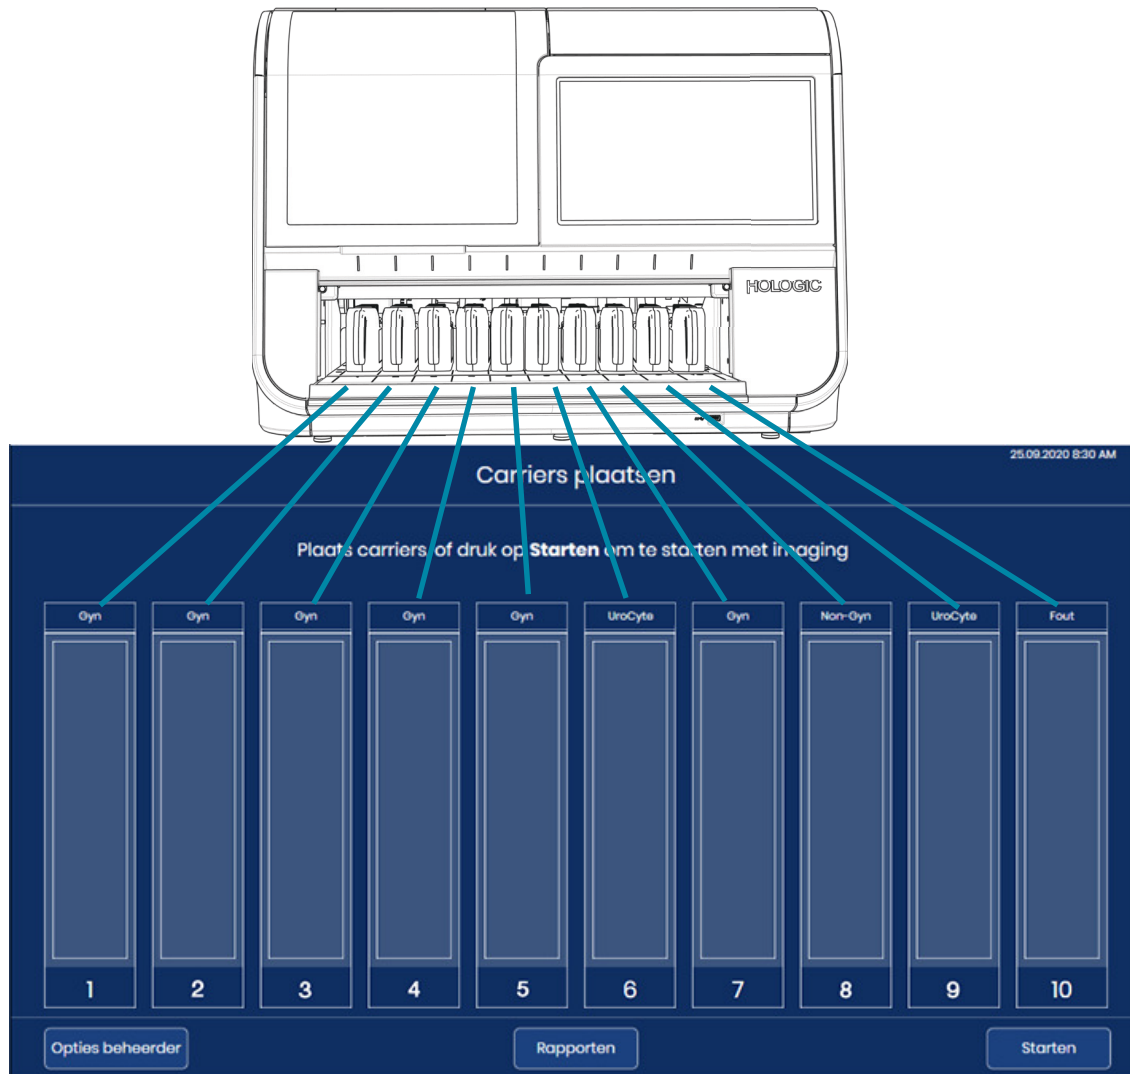 HOLOGIC
25.09.2020 8:30 AM
Carriers plaatsen
Plaats carriers, of druk op Starten om te starten met imaging
Gyn Gyn Gyn Gyn Gyn UroCyte Gyn Non-Gyn UroCyte Fout
1 2 3 4 5 6 7 8 9 10
Opties beheerder Rapporten Starten